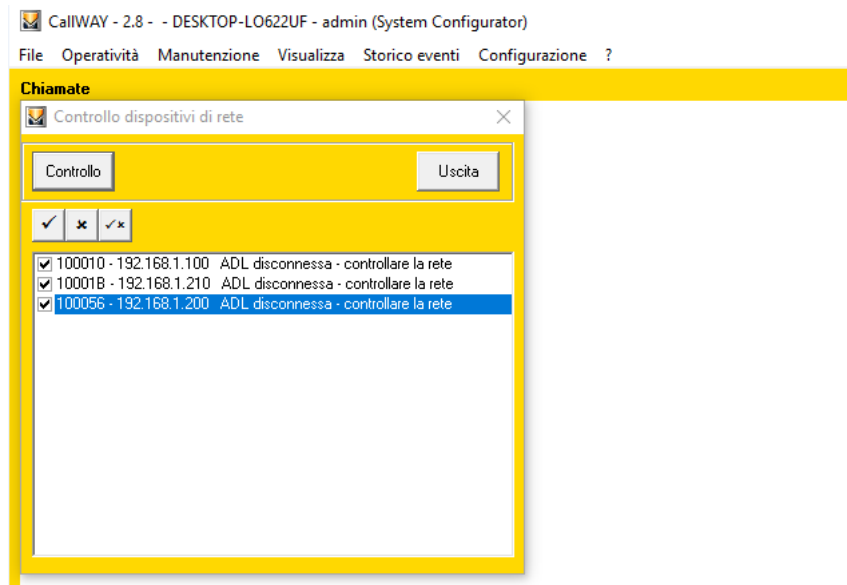 CallWAY - 2.8 -  - DESKTOP-LO622UF - admin (System Configurator)
File Operatività Manutenzione Visualizza Storico eventi Configurazione ?
Chiamate
Controllo dispositivi di rete
Controllo Uscita
100010 - 192.168.1.100 ADL disconnessa - controllare la rete
10001B - 192.168.1.210 ADL disconnessa - controllare la rete
100056 - 192.168.1.200 ADL disconnessa - controllare la rete